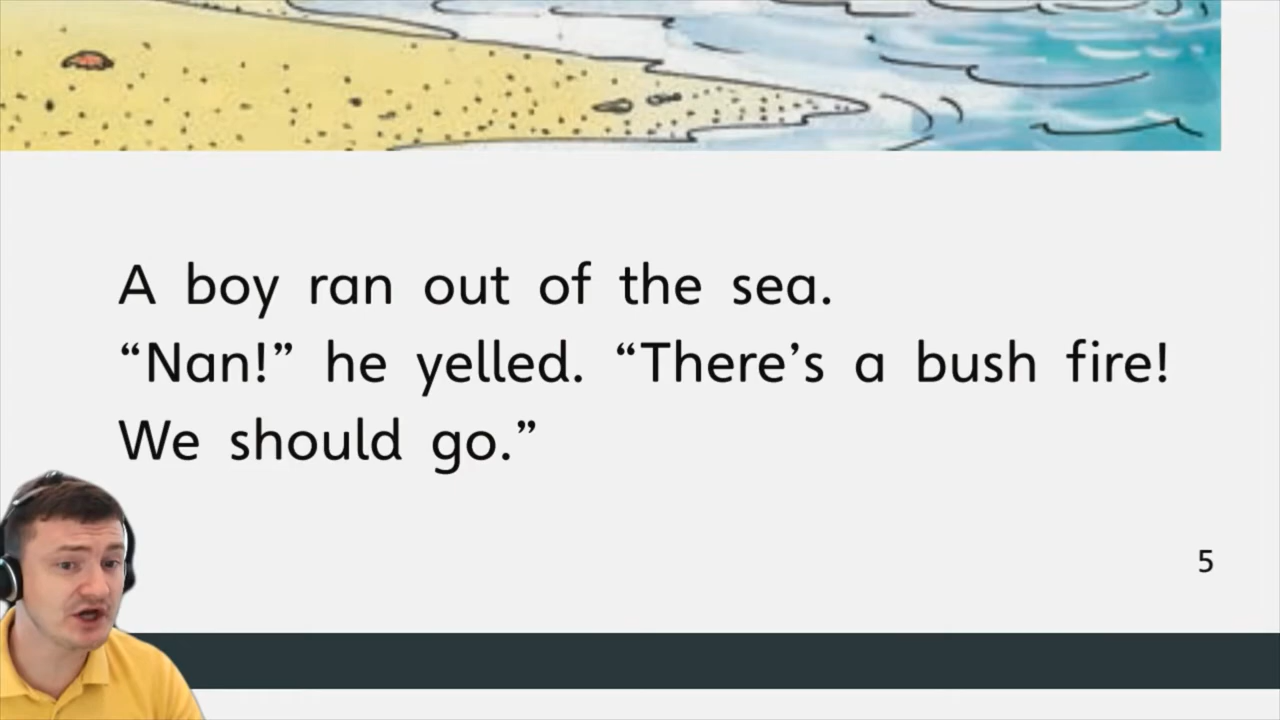 A boy ran out of the sea.
“Nan!” he yelled. “There’s a bush fire!
We should go.”
5